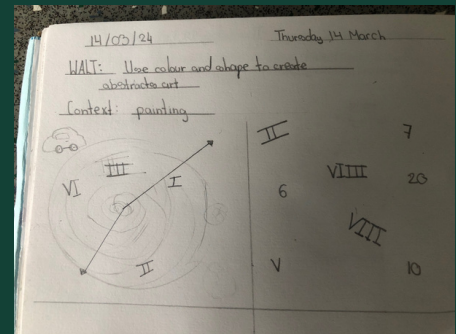 14/03/24
Thursday 14 March
WALT: Use colour and shape to create
abstracts art
Context: painting
III
VI
I
II
II
7
VIIII
6
20
VIII
V
10